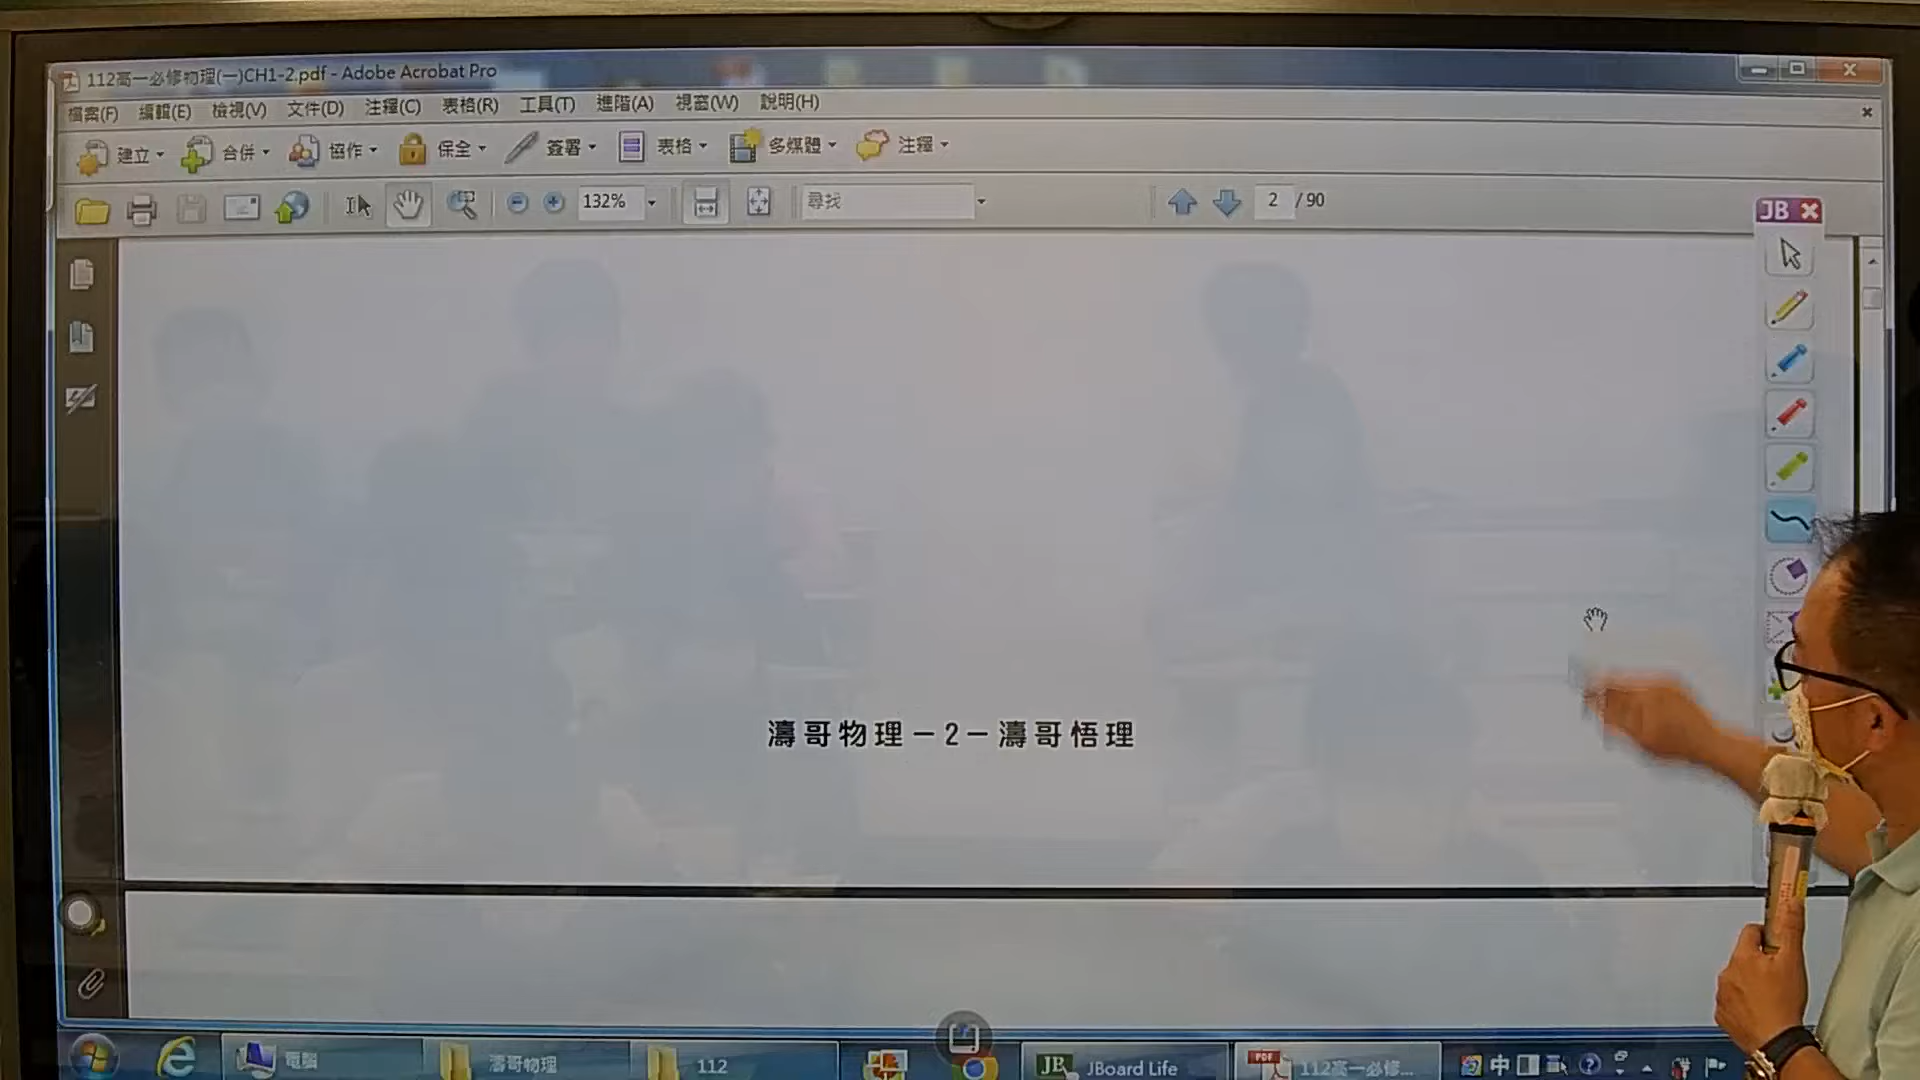 112高一必修物理(一)CH1-2.pdf - Adobe Acrobat Pro
檔案(F) 編輯(E) 檢視(V) 文件(D) 注釋(C) 表格(R) 工具(T) 進階(A) 視窗(W) 說明(H)
建立 合併 協作 保全 簽署 表格 多媒體 注釋
132% 尋找 2 / 90
JB
濤哥物理－2－濤哥悟理
電腦 濤哥物理 112 JB JBoard Life PDF 112高一必修... 中